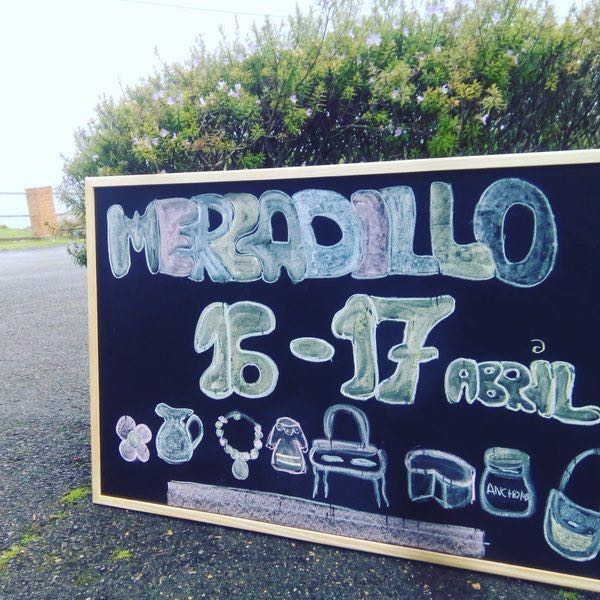 MERCADILLO
16-17
ABRIL
ANCHOAS